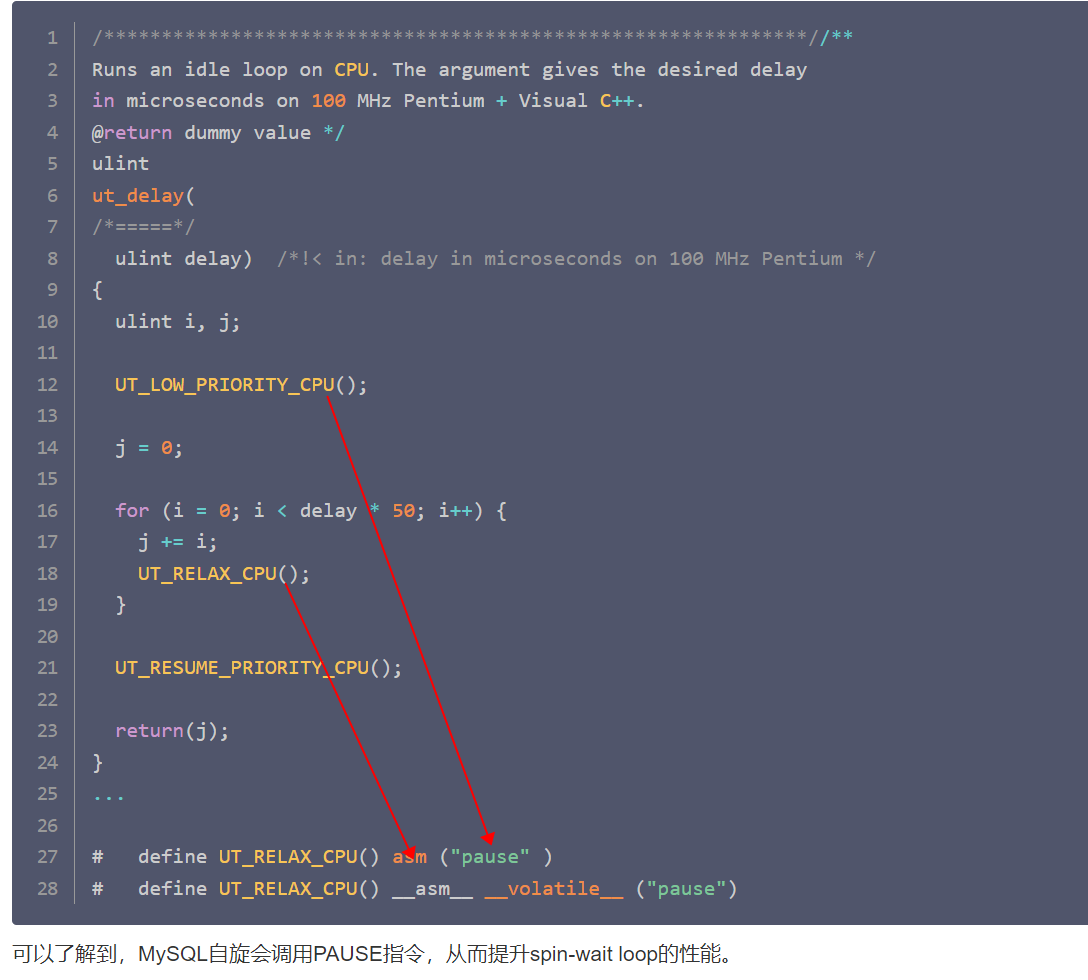 1 /*************************************************************//**
2 Runs an idle loop on CPU. The argument gives the desired delay
3 in microseconds on 100 MHz Pentium + Visual C++.
4 @return dummy value */
5 ulint
6 ut_delay(
7 /*=====*/
8   ulint delay)  /*!< in: delay in microseconds on 100 MHz Pentium */
9 {
10   ulint i, j;
11
12   UT_LOW_PRIORITY_CPU();
13
14   j = 0;
15
16   for (i = 0; i < delay * 50; i++) {
17     j += i;
18     UT_RELAX_CPU();
19   }
20
21   UT_RESUME_PRIORITY_CPU();
22
23   return(j);
24 }
25 ...
26
27 #   define UT_RELAX_CPU() asm ("pause" )
28 #   define UT_RELAX_CPU() __asm__ __volatile__ ("pause")
可以了解到，MySQL自旋会调用PAUSE指令，从而提升spin-wait loop的性能。